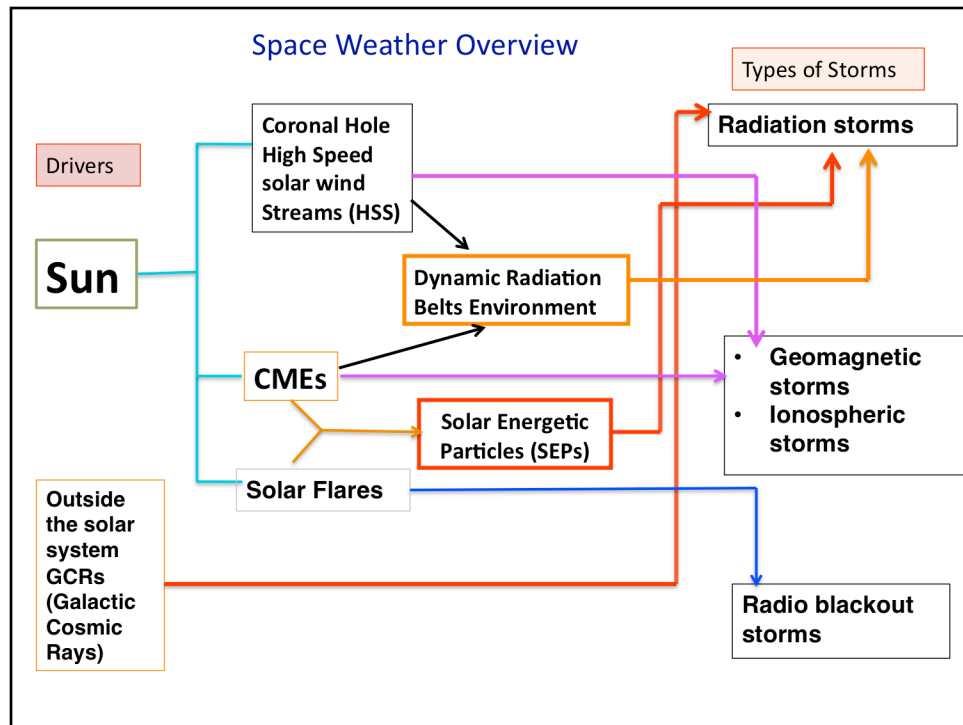 Space Weather Overview
Types of Storms
Drivers
Coronal Hole
High Speed
solar wind
Streams (HSS)
Radiation storms
Sun
Dynamic Radiation
Belts Environment
CMEs
• Geomagnetic
storms
• Ionospheric
storms
Solar Energetic
Particles (SEPs)
Solar Flares
Outside
the solar
system
GCRs
(Galactic
Cosmic
Rays)
Radio blackout
storms